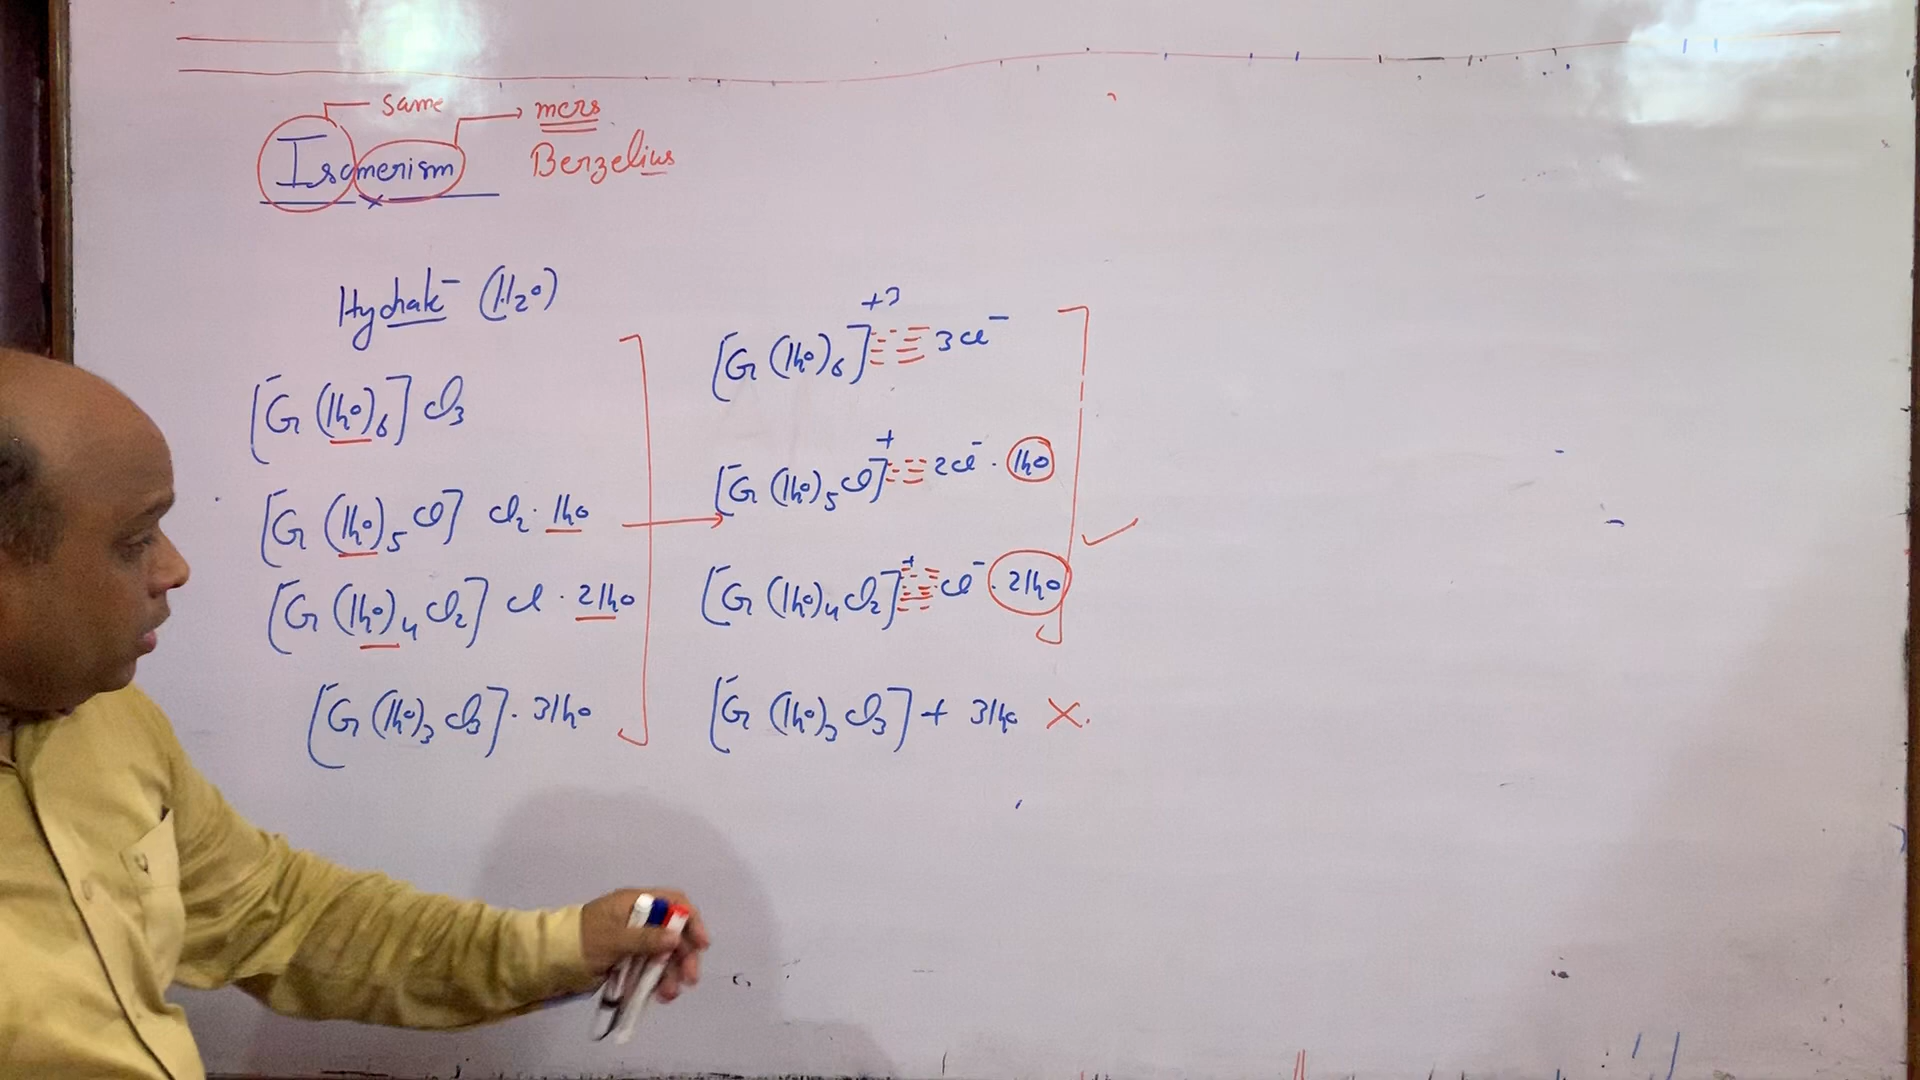 Same → mers
Isomerism Berzelius
Hydrate (H2O)
[Cr(H2O)6]Cl3
[Cr(H2O)5Cl]Cl2·H2O
[Cr(H2O)4Cl2]Cl·2H2O
[Cr(H2O)3Cl3]·3H2O
[Cr(H2O)6]+3 3Cl-
[Cr(H2O)5Cl]+ 2Cl-·H2O
[Cr(H2O)4Cl2]+ Cl-·2H2O
[Cr(H2O)3Cl3] + 3H2O ×.